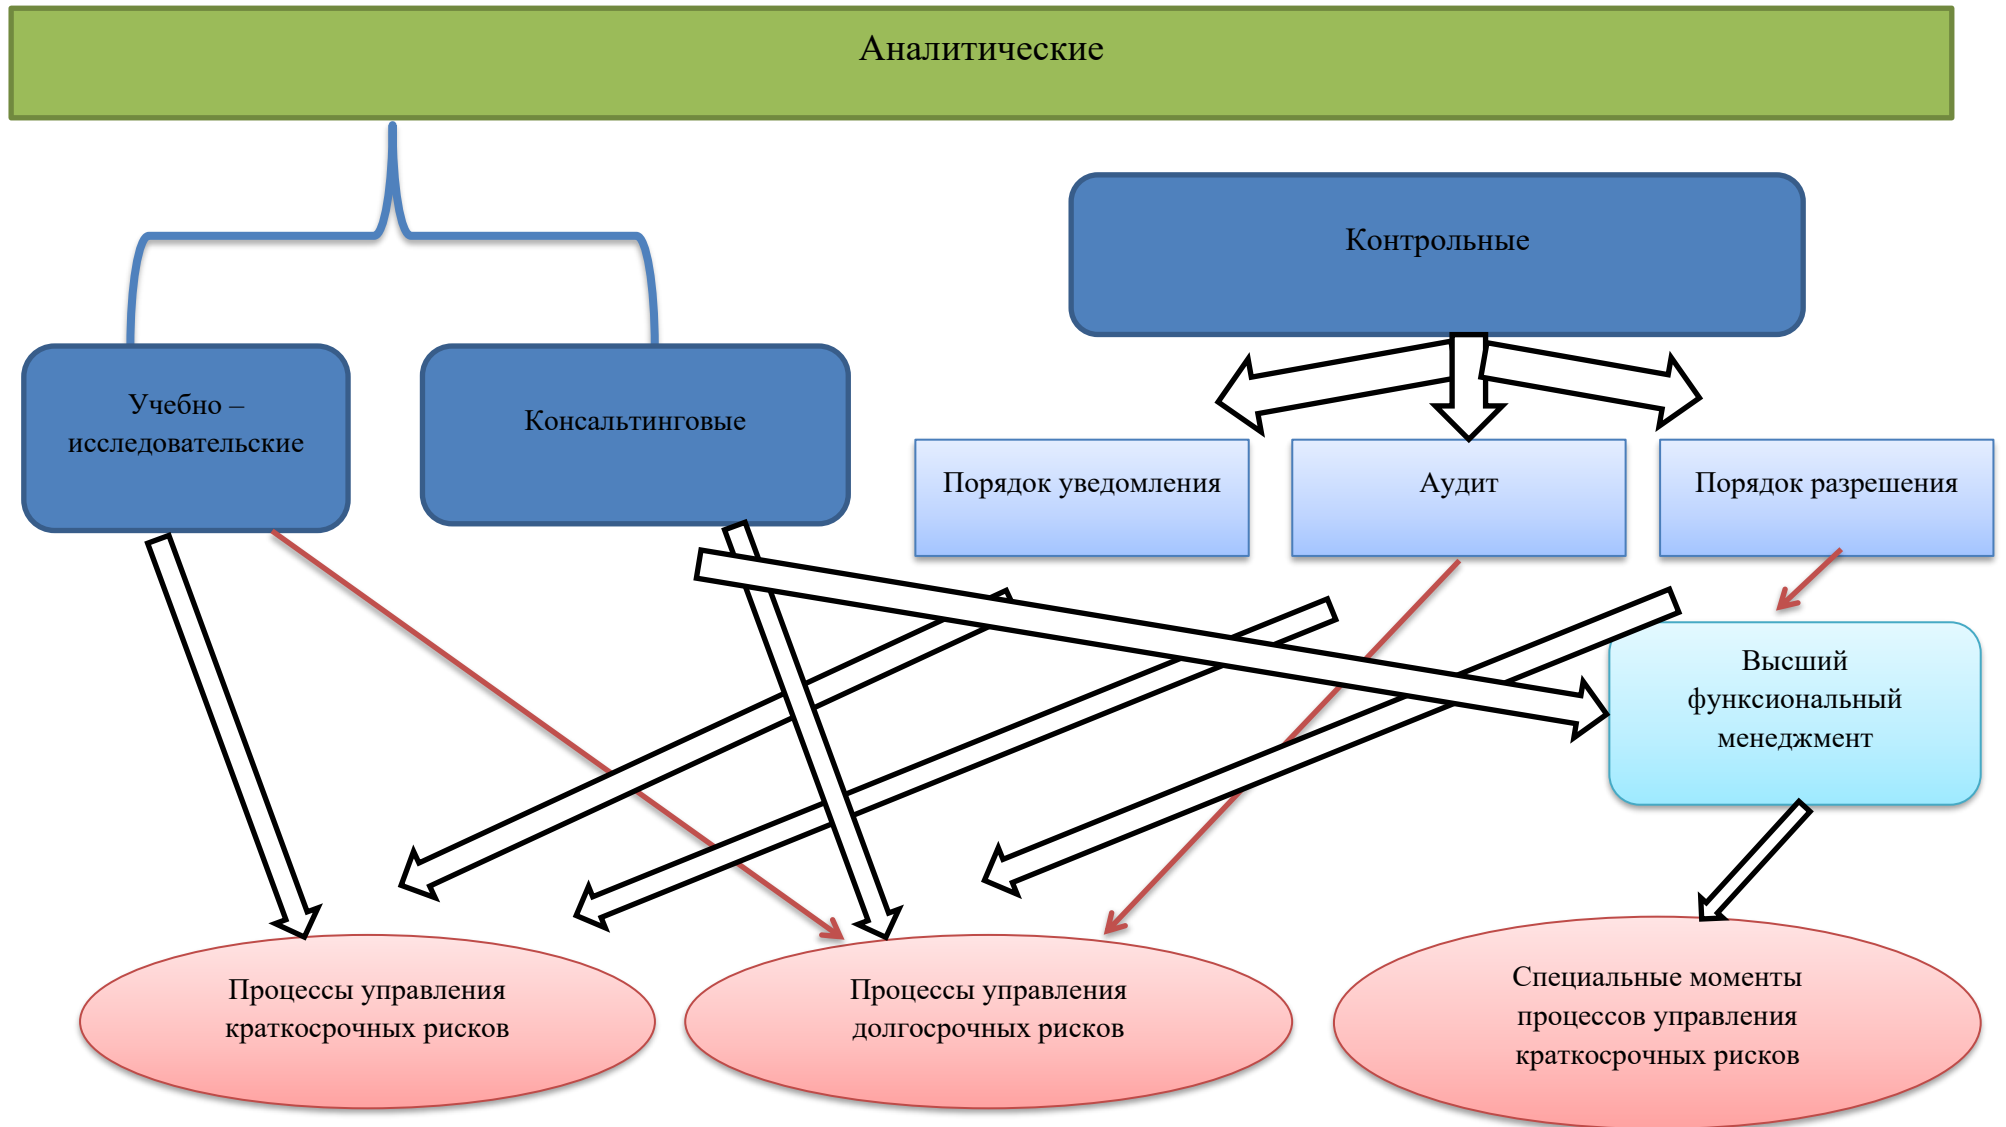 Аналитические
Контрольные
Учебно –
исследовательские
Консальтинговые
Порядок уведомления
Аудит
Порядок разрешения
Высший
функсиональный
менеджмент
Процессы управления
краткосрочных рисков
Процессы управления
долгосрочных рисков
Специальные моменты
процессов управления
краткосрочных рисков